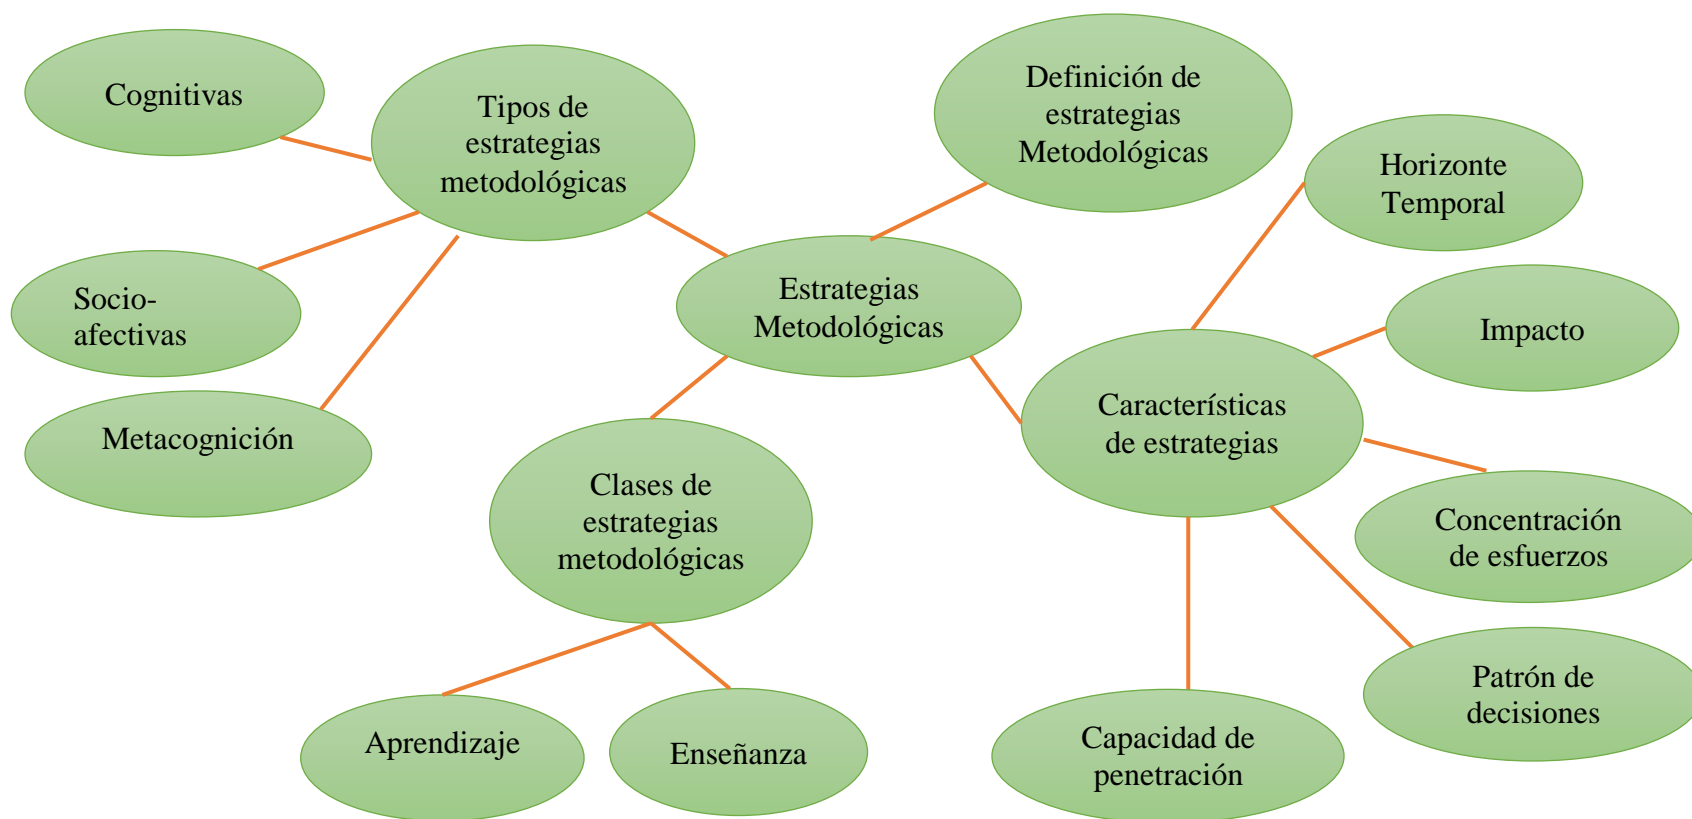 Cognitivas
Tipos de
estrategias
metodológicas
Definición de
estrategias
Metodológicas
Horizonte
Temporal
Socio-
afectivas
Estrategias
Metodológicas
Impacto
Metacognición
Características
de estrategias
Clases de
estrategias
metodológicas
Concentración
de esfuerzos
Patrón de
decisiones
Aprendizaje
Enseñanza
Capacidad de
penetración